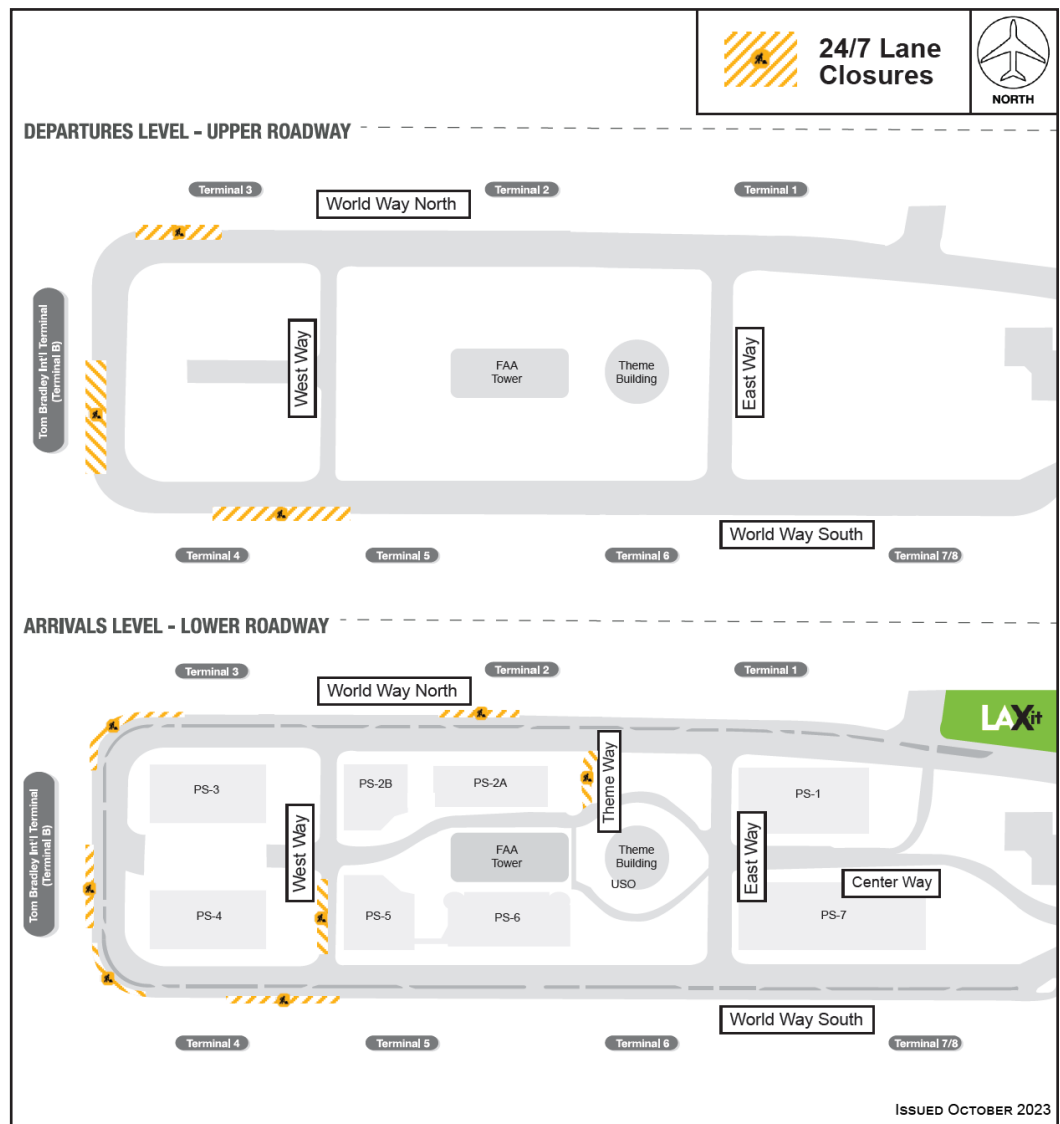 24/7 Lane
Closures
NORTH
DEPARTURES LEVEL - UPPER ROADWAY
Terminal 3
World Way North
Terminal 2
Terminal 1
Tom Bradley Int'l Terminal
(Terminal B)
West Way
FAA
Tower
Theme
Building
East Way
World Way South
Terminal 4
Terminal 5
Terminal 6
Terminal 7/8
ARRIVALS LEVEL - LOWER ROADWAY
Terminal 3
World Way North
Terminal 2
Terminal 1
LAXit
Tom Bradley Int'l Terminal
(Terminal B)
PS-3
PS-2B
PS-2A
Theme Way
PS-1
West Way
FAA
Tower
Theme
Building
USO
East Way
Center Way
PS-4
PS-5
PS-6
PS-7
World Way South
Terminal 4
Terminal 5
Terminal 6
Terminal 7/8
ISSUED OCTOBER 2023